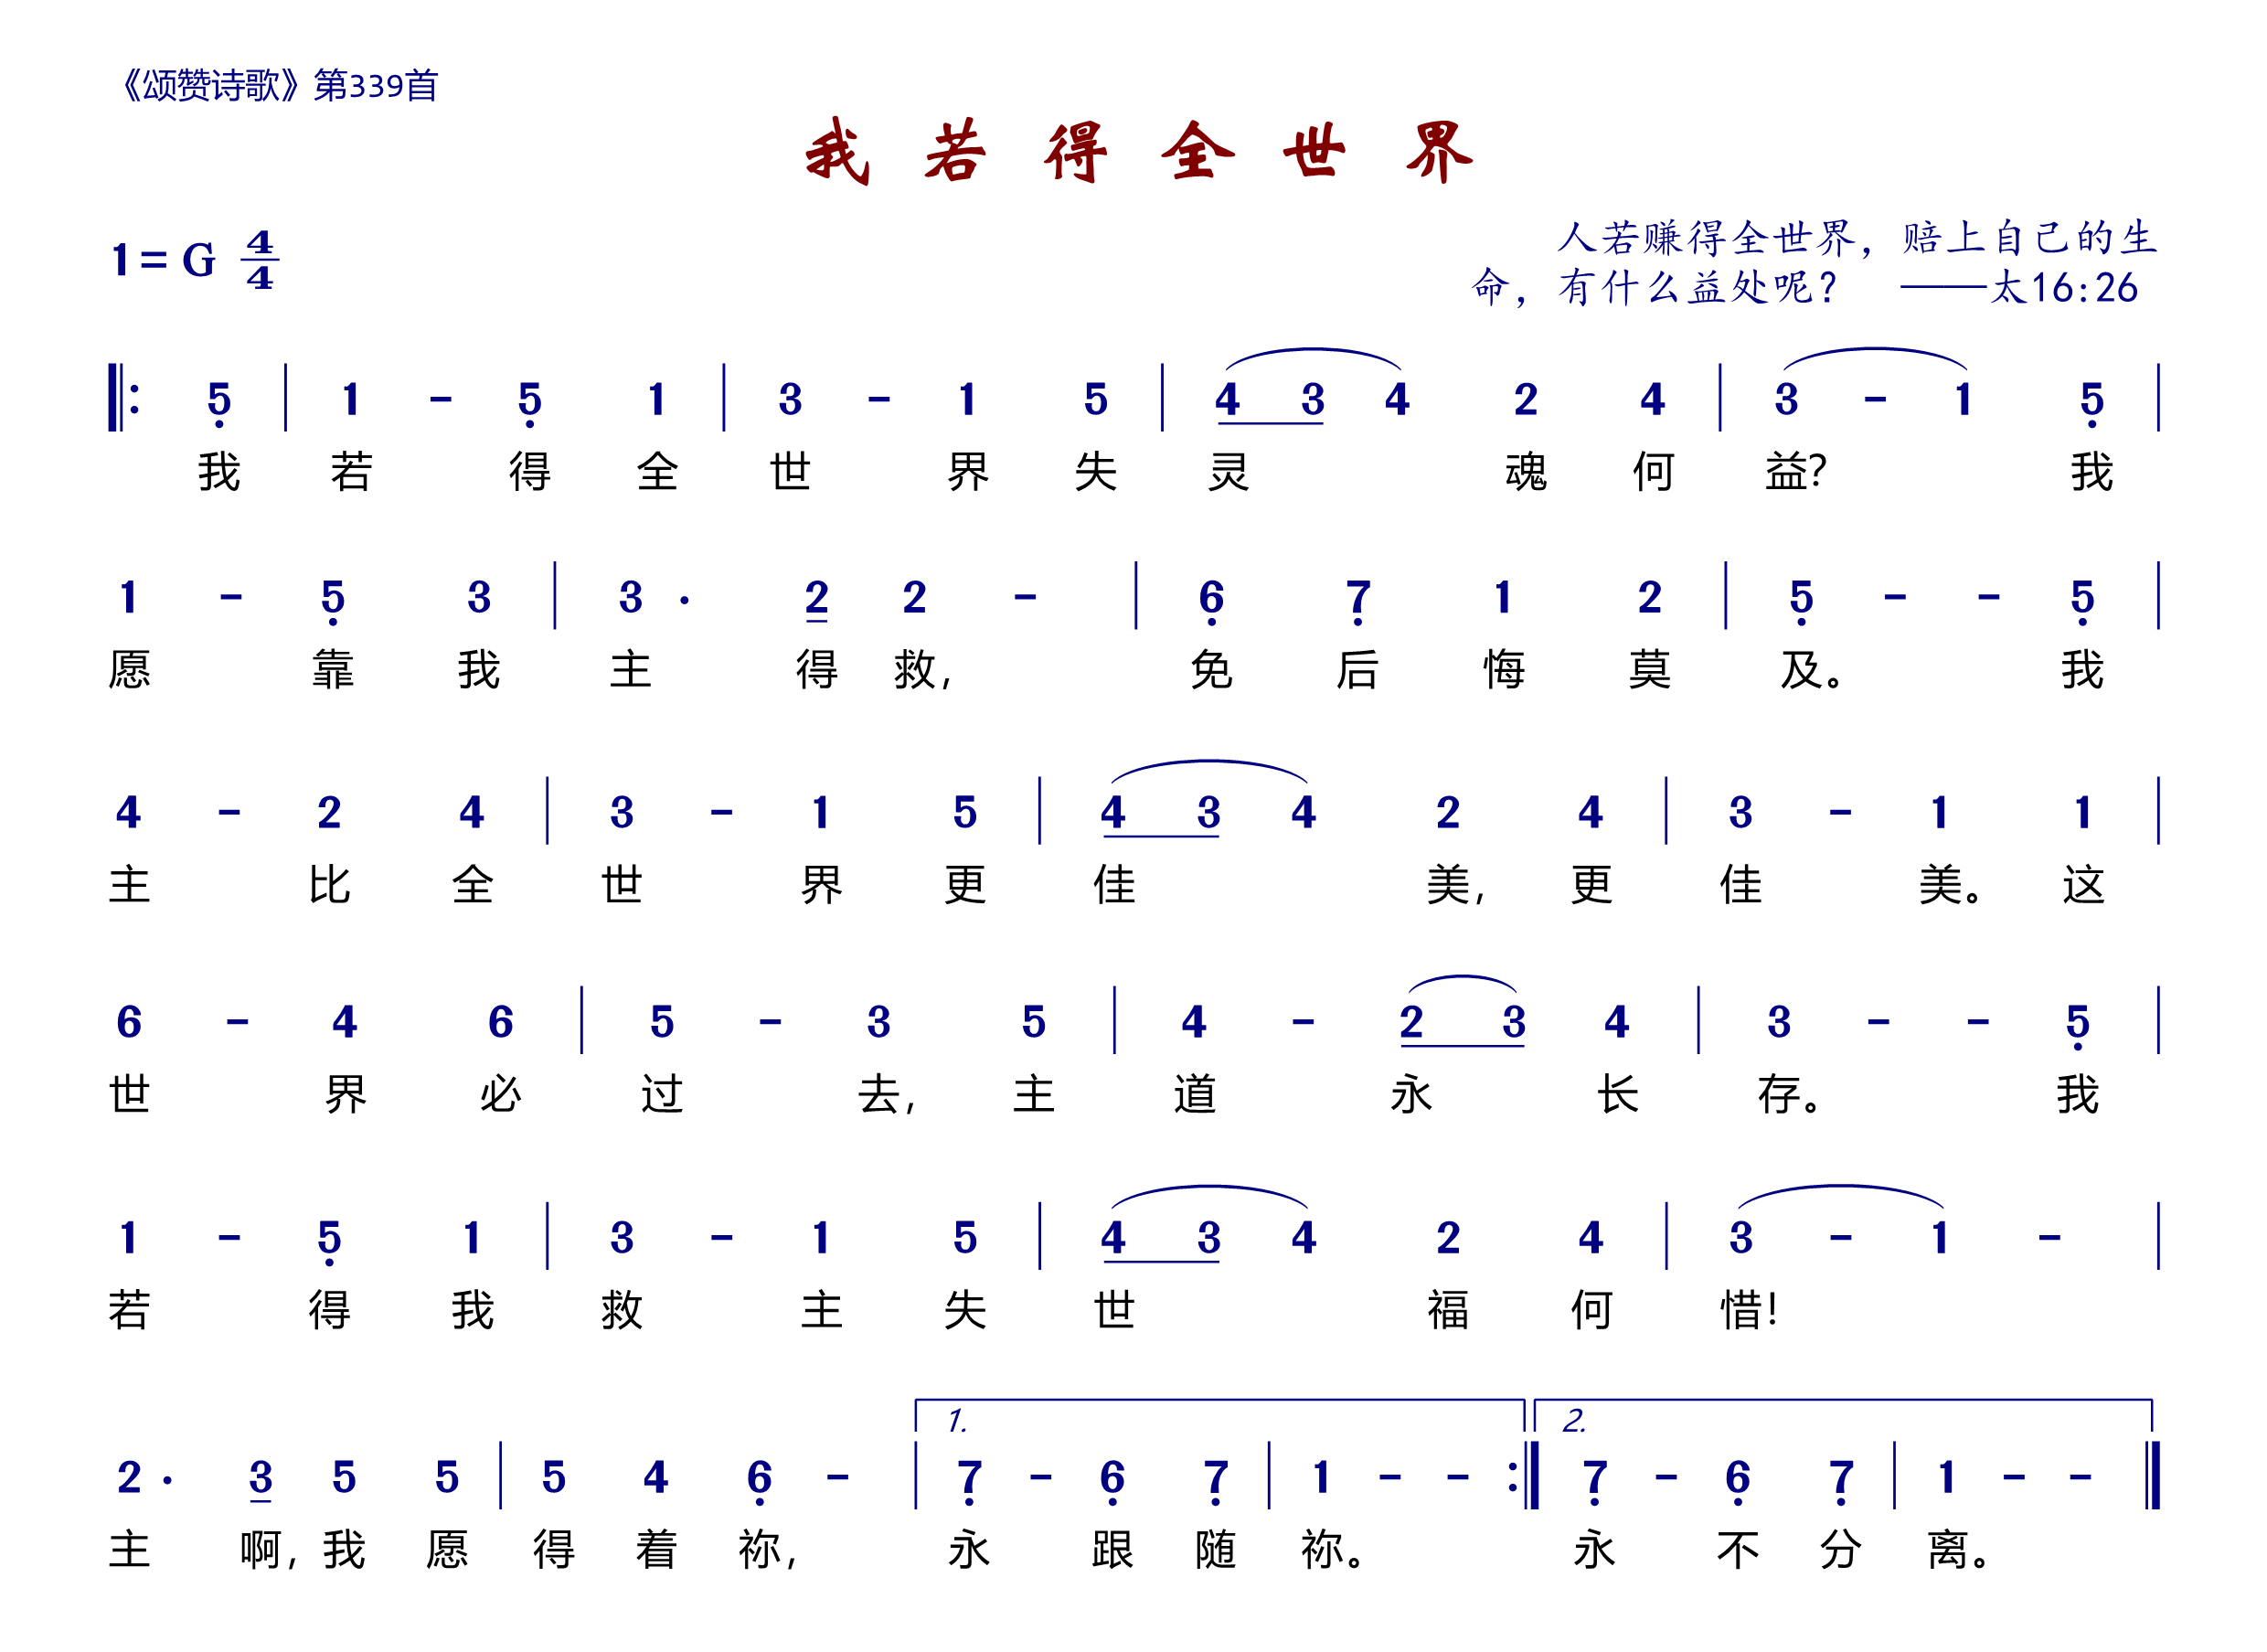 《颂赞诗歌》第339首
我若得全世界
1=G 4/4
人若赚得全世界，赔上自己的生
命，有什么益处呢？ ——太16:26
5 | 1 - 5 1 | 3 - 1 5 | 4 3 4 2 4 | 3 - 1 5 |
我 若 得 全 世 界 失 灵 魂 何 益? 我
1 - 5 3 | 3 · 2 2 - | 6 7 1 2 | 5 - - 5 |
愿 靠 我 主 得 救, 免 后 悔 莫 及。 我
4 - 2 4 | 3 - 1 5 | 4 3 4 2 4 | 3 - 1 1 |
主 比 全 世 界 更 佳 美, 更 佳 美。 这
6 - 4 6 | 5 - 3 5 | 4 - 2 3 4 | 3 - - 5 |
世 界 必 过 去, 主 道 永 长 存。 我
1 - 5 1 | 3 - 1 5 | 4 3 4 2 4 | 3 - 1 - |
若 得 我 救 主 失 世 福 何 惜!
1. 2.
2 · 3 5 5 | 5 4 6 - | 7 - 6 7 | 1 - - :| 7 - 6 7 | 1 - - |
主 啊, 我 愿 得 着 祢, 永 跟 随 祢。 永 不 分 离。